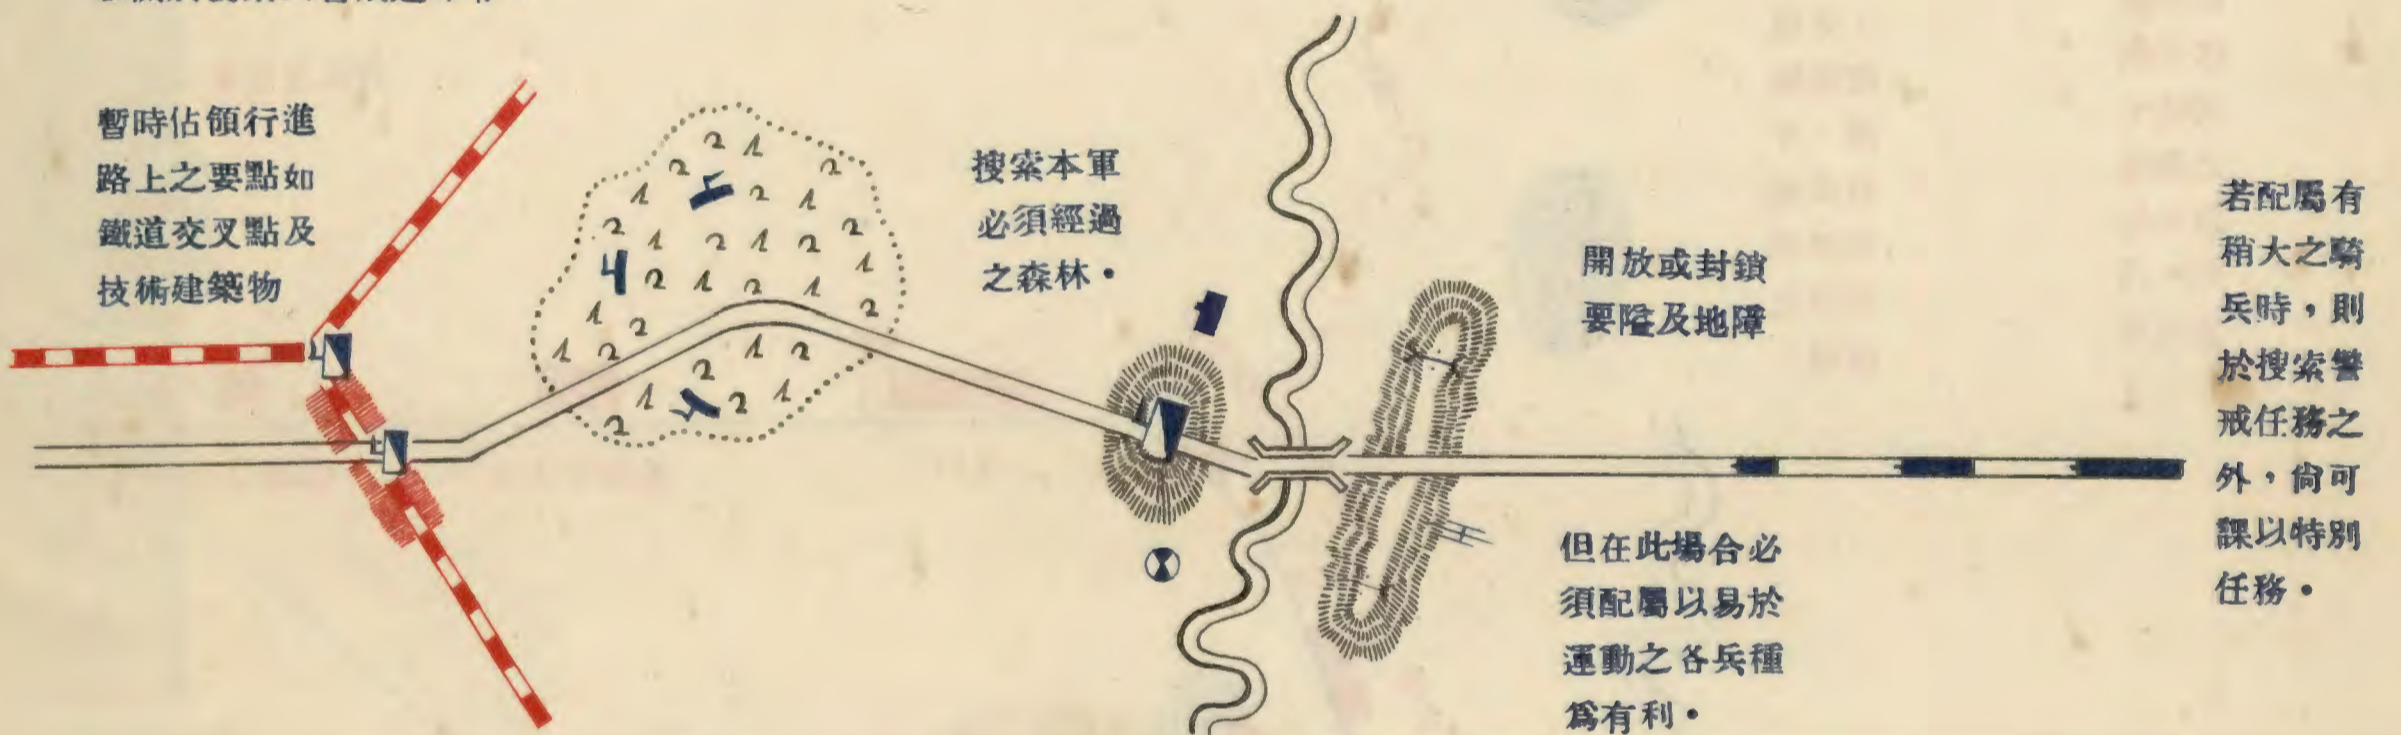 暫時佔領行進
路上之要點如
鐵道交叉點及
技術建築物
搜索本軍
必須經過
之森林。
開放或封鎖
要隘及地障
但在此場合必
須配屬以易於
運動之各兵種
為有利。
若配屬有
稍大之騎
兵時,則
於搜索警
戒任務之
外,尚可
課以特別
任務。